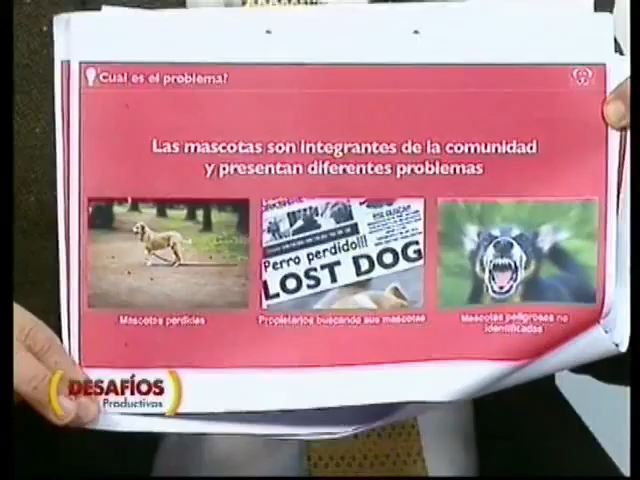 Cual es el problema?
Las mascotas son integrantes de la comunidad
y presentan diferentes problemas
Perro perdido!!
LOST DOG
Mascotas perdidas
Propietarios buscando sus mascotas
Mascotas peligrosas no
identificadas
DESAFÍOS
Productivos